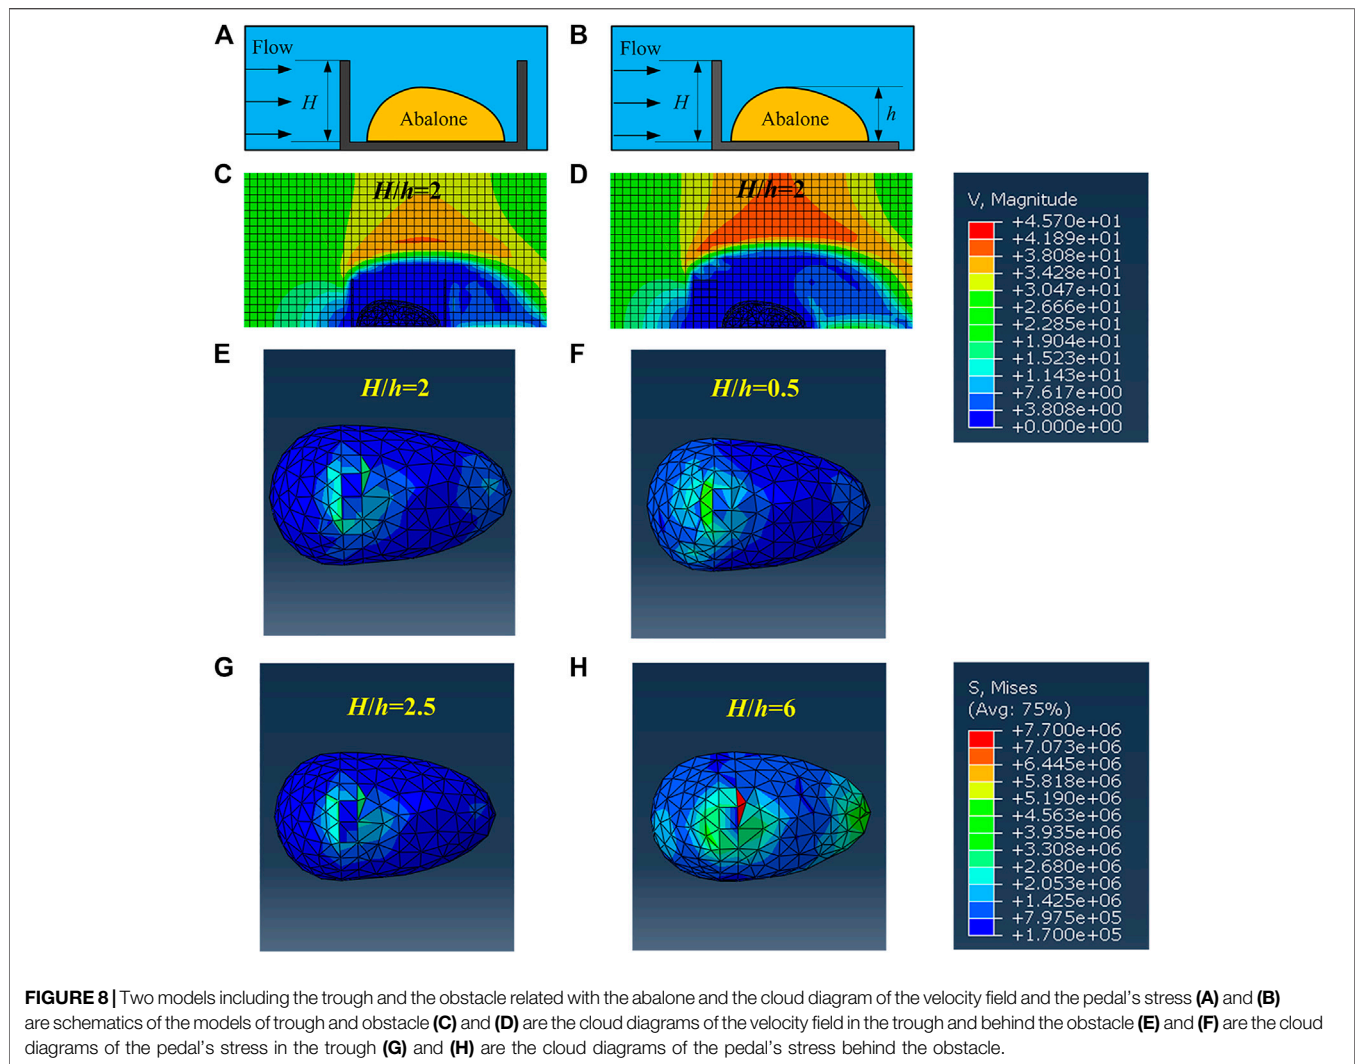 A
B
Flow
H
Abalone
Flow
H
Abalone
h
C
H/h=2
D
H/h=2
V, Magnitude
+4.570e+01
+4.189e+01
+3.808e+01
+3.428e+01
+3.047e+01
+2.666e+01
+2.285e+01
+1.904e+01
+1.523e+01
+1.143e+01
+7.617e+00
+3.808e+00
+0.000e+00
E
H/h=2
F
H/h=0.5
G
H/h=2.5
H
H/h=6
S, Mises
(Avg: 75%)
+7.700e+06
+7.073e+06
+6.445e+06
+5.818e+06
+5.190e+06
+4.563e+06
+3.935e+06
+3.308e+06
+2.680e+06
+2.053e+06
+1.425e+06
+7.975e+05
+1.700e+05
FIGURE 8 | Two models including the trough and the obstacle related with the abalone and the cloud diagram of the velocity field and the pedal's stress (A) and (B)
are schematics of the models of trough and obstacle (C) and (D) are the cloud diagrams of the velocity field in the trough and behind the obstacle (E) and (F) are the cloud
diagrams of the pedal's stress in the trough (G) and (H) are the cloud diagrams of the pedal's stress behind the obstacle.